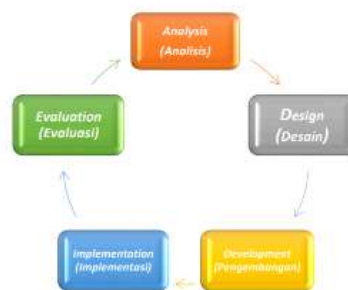 Analysis
(Analisis)
Design
(Desain)
Development
(Pengembangan)
Implementation
(Implementasi)
Evaluation
(Evaluasi)